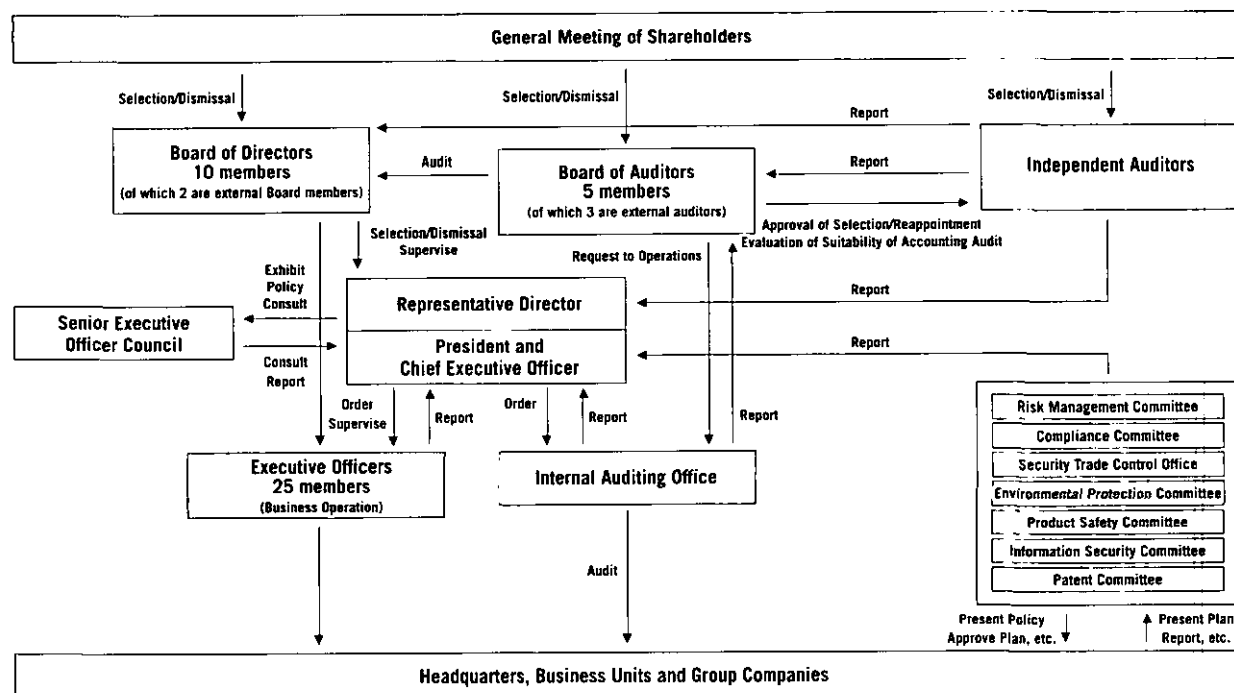 General Meeting of Shareholders
Selection/Dismissal
Selection/Dismissal
Selection/Dismissal
Report
Board of Directors
10 members
(of which 2 are external Board members)
Audit
Board of Auditors
5 members
(of which 3 are external auditors)
Report
Independent Auditors
Approval of Selection/Reappointment
Evaluation of Suitability of Accounting Audit
Selection/Dismissal
Supervise
Request to Operations
Exhibit
Policy
Consult
Representative Director
Report
Senior Executive
Officer Council
President and
Chief Executive Officer
Report
Consult
Report
Order
Supervise
Report
Order
Report
Report
Risk Management Committee
Compliance Committee
Security Trade Control Office
Environmental Protection Committee
Product Safety Committee
Information Security Committee
Patent Committee
Executive Officers
25 members
(Business Operation)
Internal Auditing Office
Audit
Present Policy
Approve Plan, etc.
Present Plan
Report, etc.
Headquarters, Business Units and Group Companies